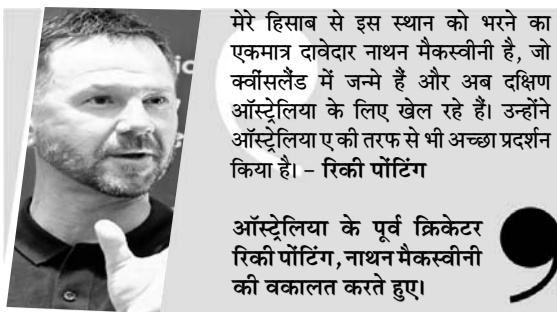 मेरे हिसाब से इस स्थान को भरने का
एकमात्र दावेदार नाथन मैकस्वीनी है, जो
क्वींसलैंड में जन्मे हैं और अब दक्षिण
ऑस्ट्रेलिया के लिए खेल रहे हैं। उन्होंने
ऑस्ट्रेलिया ए की तरफ से भी अच्छा प्रदर्शन
किया है। – रिकी पोंटिंग
ऑस्ट्रेलिया के पूर्व क्रिकेटर
रिकी पोंटिंग, नाथन मैकस्वीनी
की वकालत करते हुए।